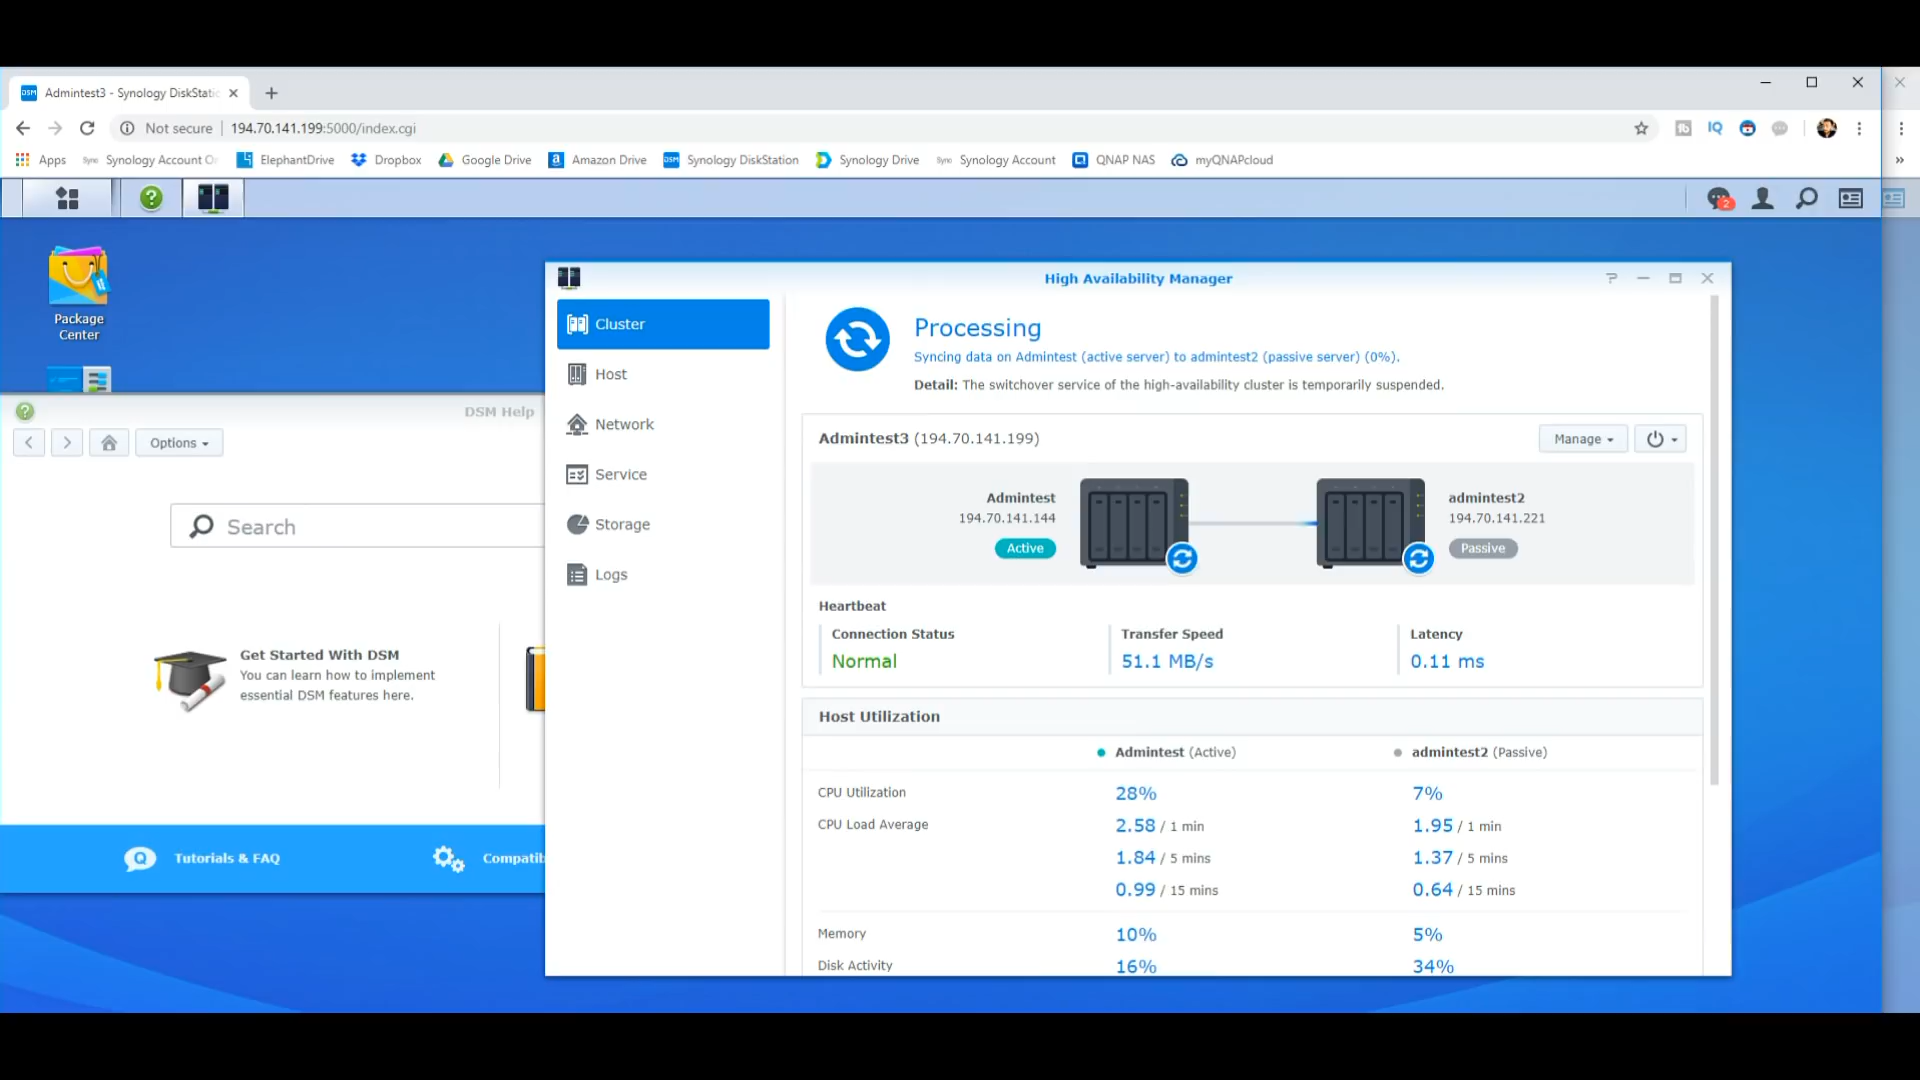 DSM Admintest3 - Synology DiskStatic
Not secure 194.70.141.199:5000/index.cgi
IQ
Apps Synology Account O ElephantDrive Dropbox Google Drive Amazon Drive DSM Synology DiskStation Synology Drive Synology Account QNAP NAS myQNAPcloud
2
Package
Center
DSM Help
Options
Search
Get Started With DSM
You can learn how to implement
essential DSM features here.
Tutorials & FAQ
Compatib
High Availability Manager
Cluster
Host
Network
Service
Storage
Logs
Processing
Syncing data on Admintest (active server) to admintest2 (passive server) (0%).
Detail: The switchover service of the high-availability cluster is temporarily suspended.
Admintest3 (194.70.141.199)
Manage
Admintest
194.70.141.144
Active
admintest2
194.70.141.221
Passive
Heartbeat
Connection Status Transfer Speed Latency
Normal 51.1 MB/s 0.11 ms
Host Utilization
Admintest (Active) admintest2 (Passive)
CPU Utilization 28% 7%
CPU Load Average 2.58 / 1 min 1.95 / 1 min
1.84 / 5 mins 1.37 / 5 mins
0.99 / 15 mins 0.64 / 15 mins
Memory 10% 5%
Disk Activity 16% 34%